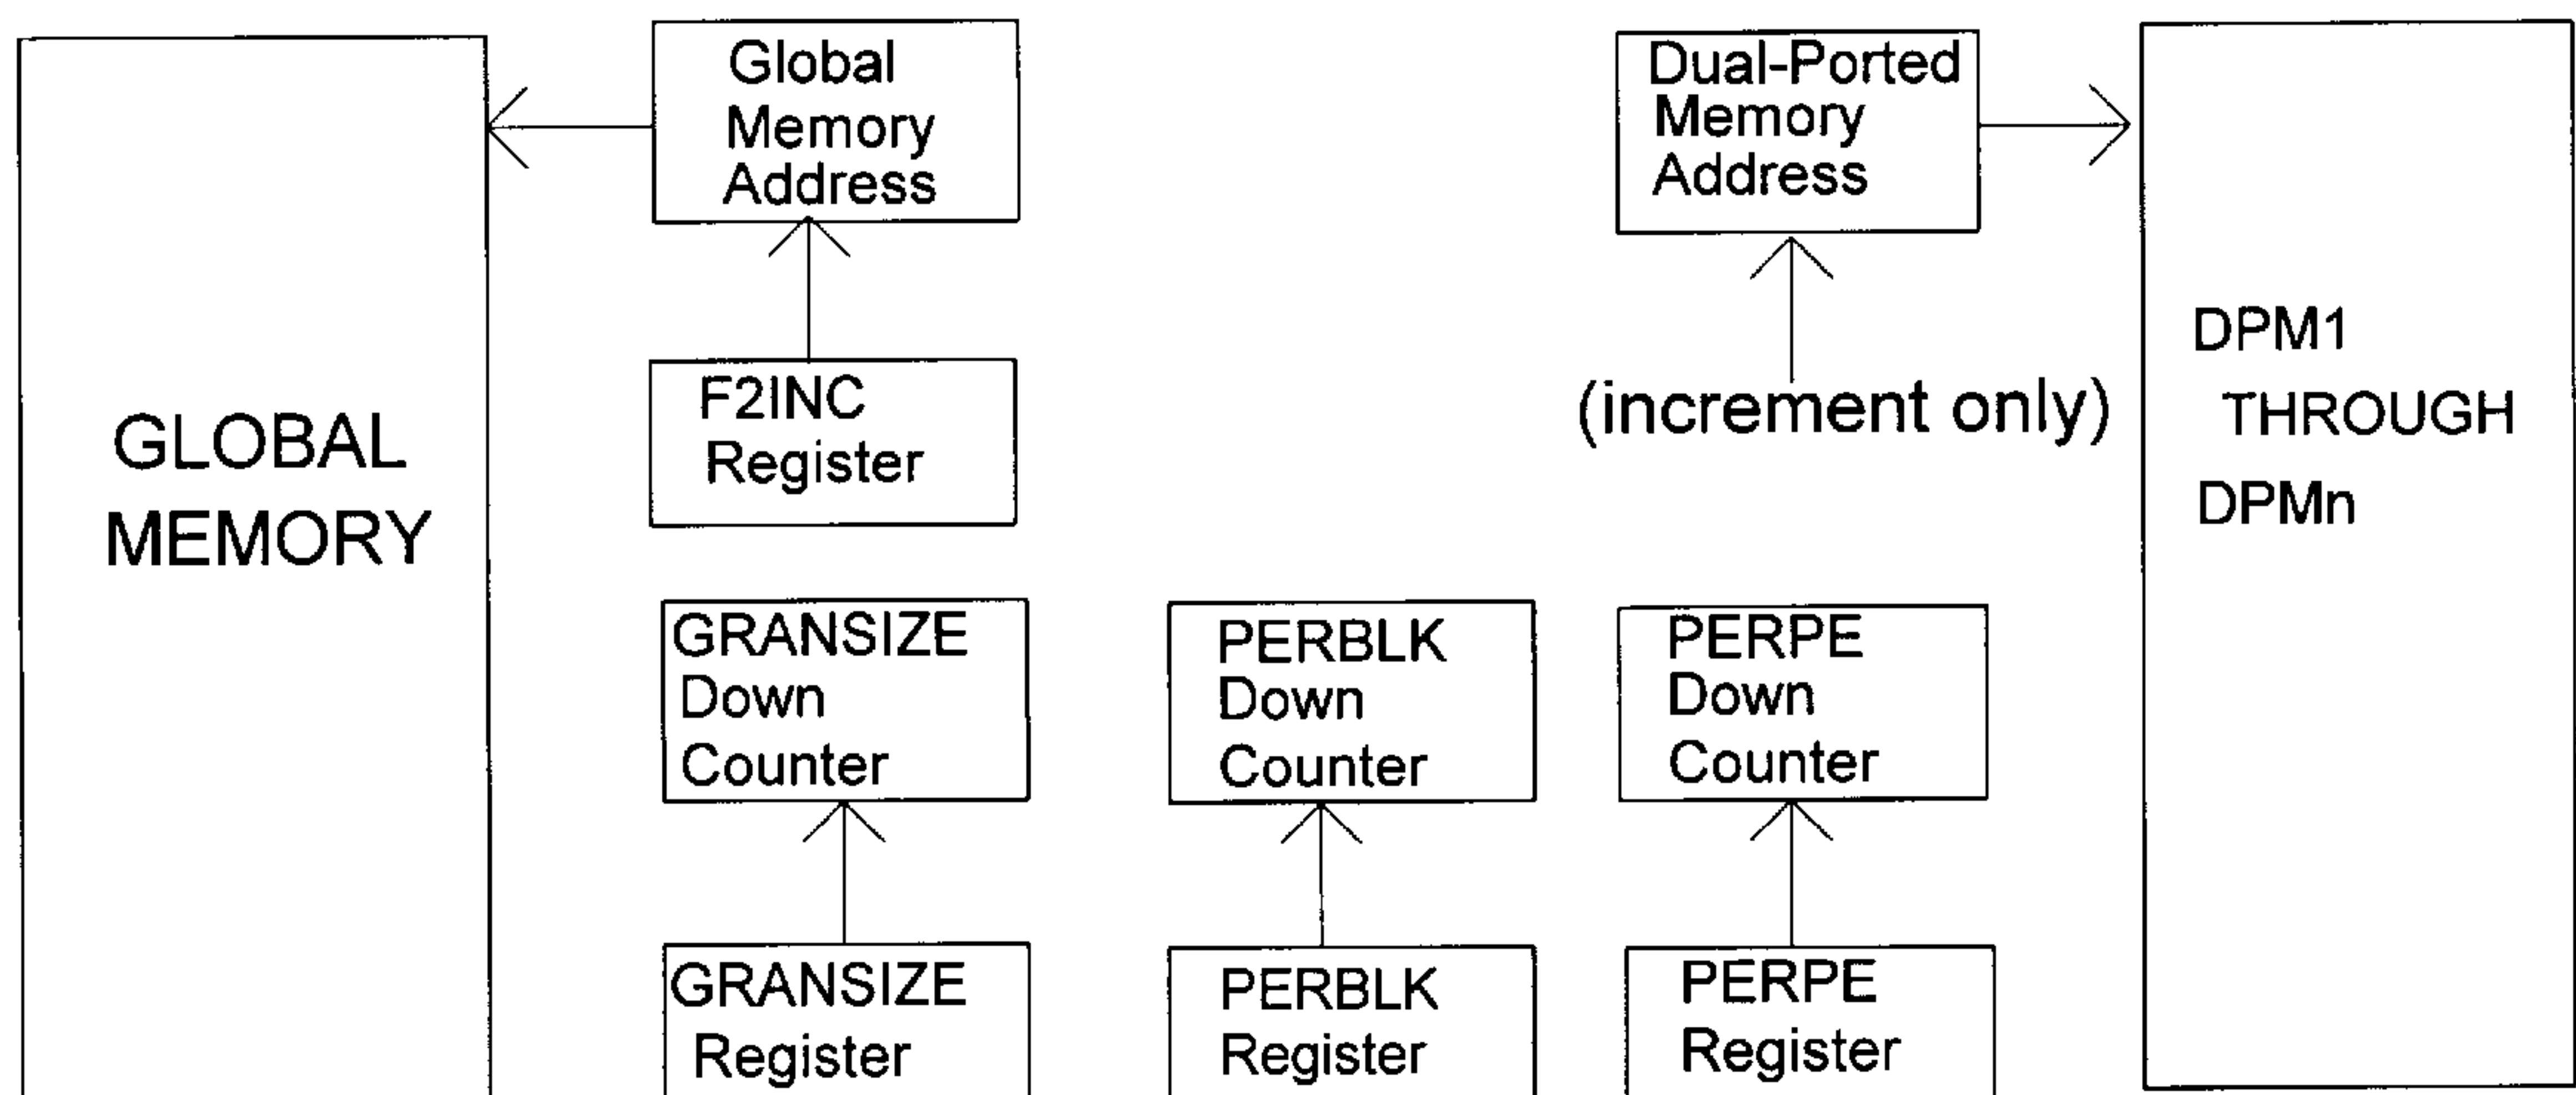 GLOBAL
MEMORY
Global
Memory
Address
F2INC
Register
Dual-Ported
Memory
Address
(increment only)
DPM1
THROUGH
DPMn
GRANSIZE
Down
Counter
PERBLK
Down
Counter
PERPE
Down
Counter
GRANSIZE
Register
PERBLK
Register
PERPE
Register